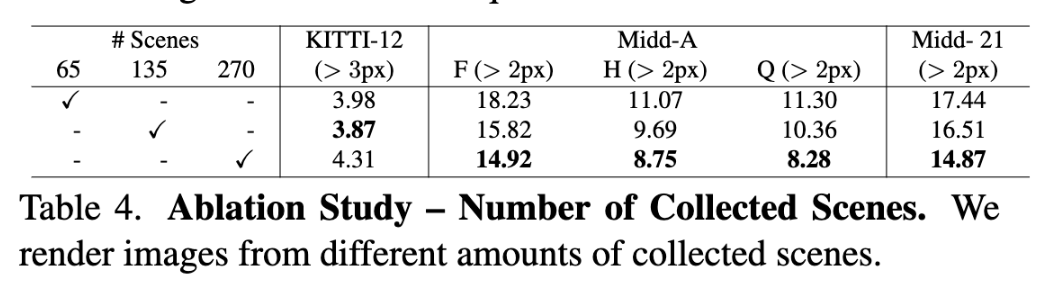 # Scenes KITTI-12 Midd-A Midd- 21
65 135 270 (> 3px) F (> 2px) H (> 2px) Q (> 2px) (> 2px)
✓ - - 3.98 18.23 11.07 11.30 17.44
- ✓ - 3.87 15.82 9.69 10.36 16.51
- - ✓ 4.31 14.92 8.75 8.28 14.87
Table 4. Ablation Study – Number of Collected Scenes. We
render images from different amounts of collected scenes.